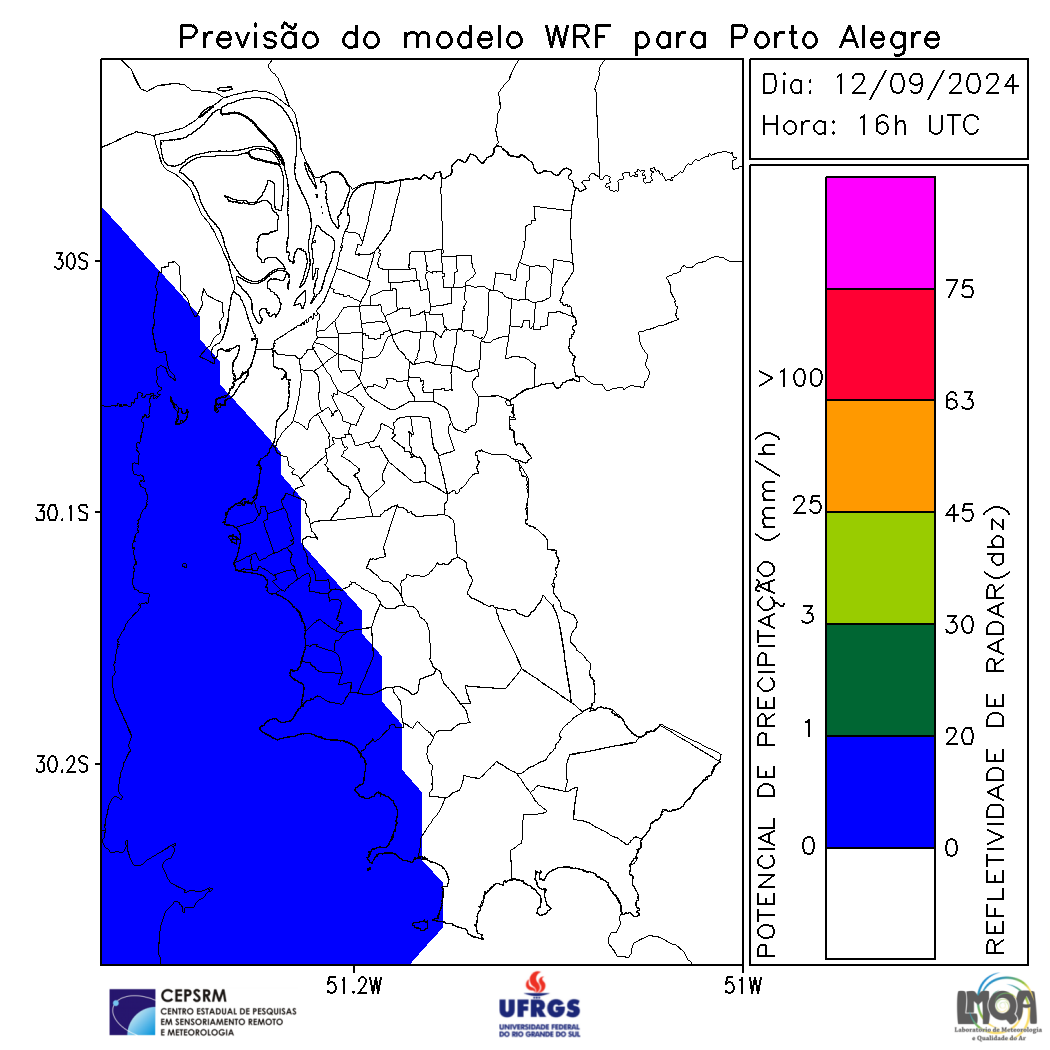 Previsão do modelo WRF para Porto Alegre
Dia: 12/09/2024
Hora: 16h UTC
30S
30.1S
30.2S
51.2W
51W
POTENCIAL DE PRECIPITAÇÃO (mm/h)
>100
25
3
1
0
75
63
45
30
20
0
REFLETIVIDADE DE RADAR(dbz)
CEPSRM
CENTRO ESTADUAL DE PESQUISAS
EM SENSORIAMENTO REMOTO
E METEOROLOGIA
UFRGS
UNIVERSIDADE FEDERAL
DO RIO GRANDE DO SUL
LMQA
Laboratório de Meteorologia
e Qualidade do Ar